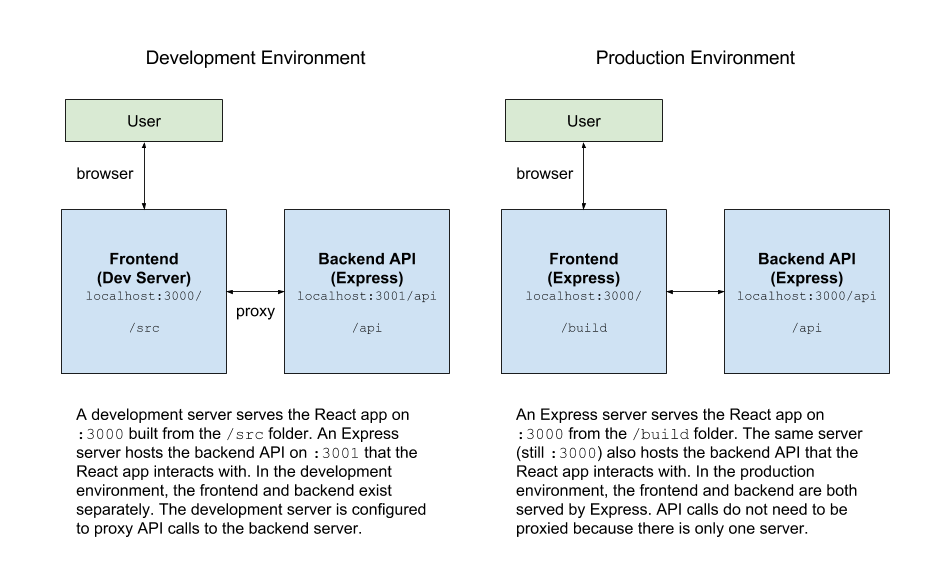 Development Environment
User
browser
Frontend
(Dev Server)
localhost:3000/
/src
proxy
Backend API
(Express)
localhost:3001/api
/api
A development server serves the React app on
:3000 built from the /src folder. An Express
server hosts the backend API on :3001 that the
React app interacts with. In the development
environment, the frontend and backend exist
separately. The development server is configured
to proxy API calls to the backend server.
Production Environment
User
browser
Frontend
(Express)
localhost:3000/
/build
Backend API
(Express)
localhost:3000/api
/api
An Express server serves the React app on
:3000 from the /build folder. The same server
(still :3000) also hosts the backend API that the
React app interacts with. In the production
environment, the frontend and backend are both
served by Express. API calls do not need to be
proxied because there is only one server.